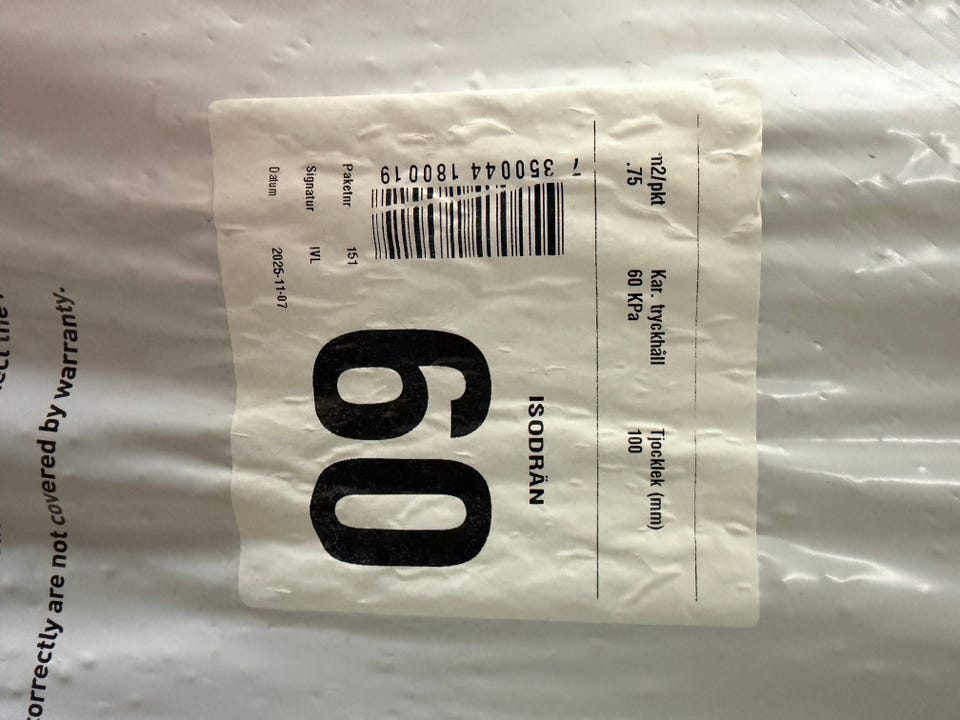 m2/pkt Kar. tryckhåll Tjocklek (mm)
.75 60 KPa 100
ISODRÄN
60
7 350044 180019
Paketnr 151
Signatur IVL
Datum 2025-11-07
correctly are not covered by warranty.